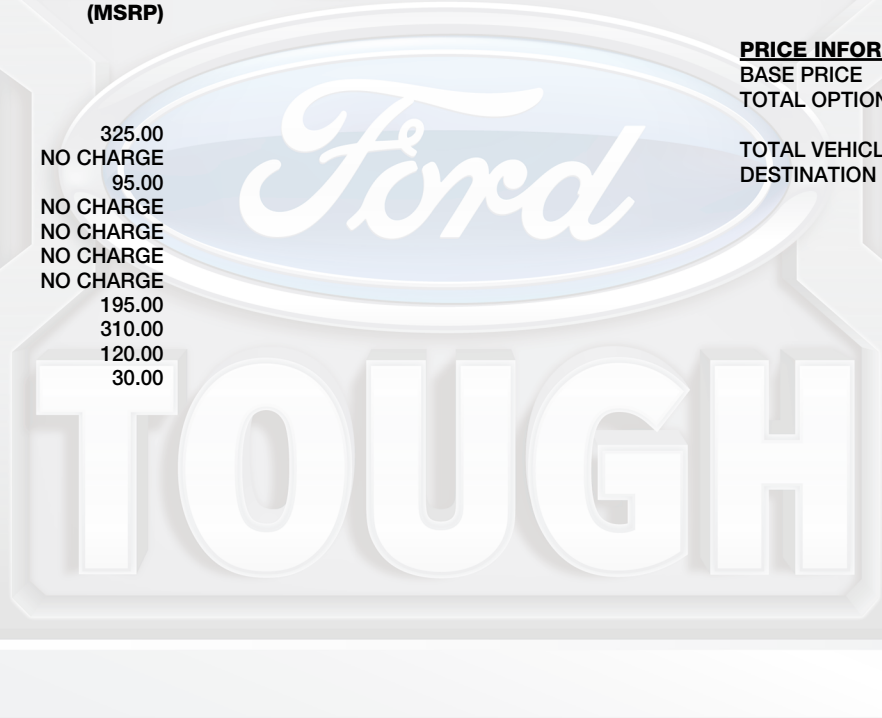 (MSRP)
325.00
NO CHARGE
95.00
NO CHARGE
NO CHARGE
NO CHARGE
NO CHARGE
195.00
310.00
120.00
30.00
PRICE INFOR
BASE PRICE
TOTAL OPTION
TOTAL VEHICL
DESTINATION
Ford
TOUGH